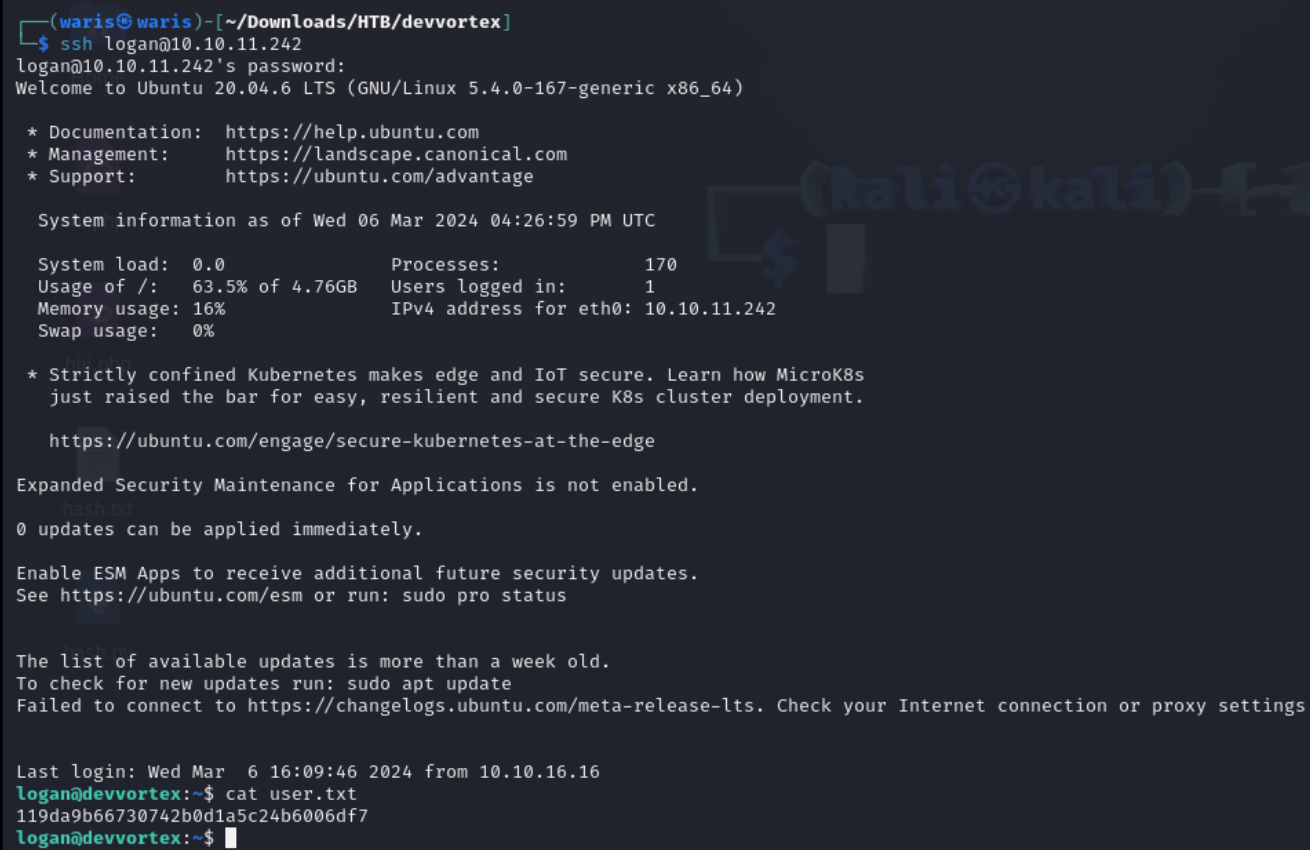 ┌──(waris㉿waris)-[~/Downloads/HTB/devvortex]
└─$ ssh logan@10.10.11.242
logan@10.10.11.242's password:
Welcome to Ubuntu 20.04.6 LTS (GNU/Linux 5.4.0-167-generic x86_64)
* Documentation:  https://help.ubuntu.com
* Management:     https://landscape.canonical.com
* Support:        https://ubuntu.com/advantage
System information as of Wed 06 Mar 2024 04:26:59 PM UTC
System load:  0.0               Processes:             170
Usage of /:   63.5% of 4.76GB   Users logged in:       1
Memory usage: 16%               IPv4 address for eth0: 10.10.11.242
Swap usage:   0%
* Strictly confined Kubernetes makes edge and IoT secure. Learn how MicroK8s
just raised the bar for easy, resilient and secure K8s cluster deployment.
https://ubuntu.com/engage/secure-kubernetes-at-the-edge
Expanded Security Maintenance for Applications is not enabled.
0 updates can be applied immediately.
Enable ESM Apps to receive additional future security updates.
See https://ubuntu.com/esm or run: sudo pro status
The list of available updates is more than a week old.
To check for new updates run: sudo apt update
Failed to connect to https://changelogs.ubuntu.com/meta-release-lts. Check your Internet connection or proxy settings
Last login: Wed Mar  6 16:09:46 2024 from 10.10.16.16
logan@devvortex:~$ cat user.txt
119da9b66730742b0d1a5c24b6006df7
logan@devvortex:~$
(kali㉿kali)-[~
$
hash.txt